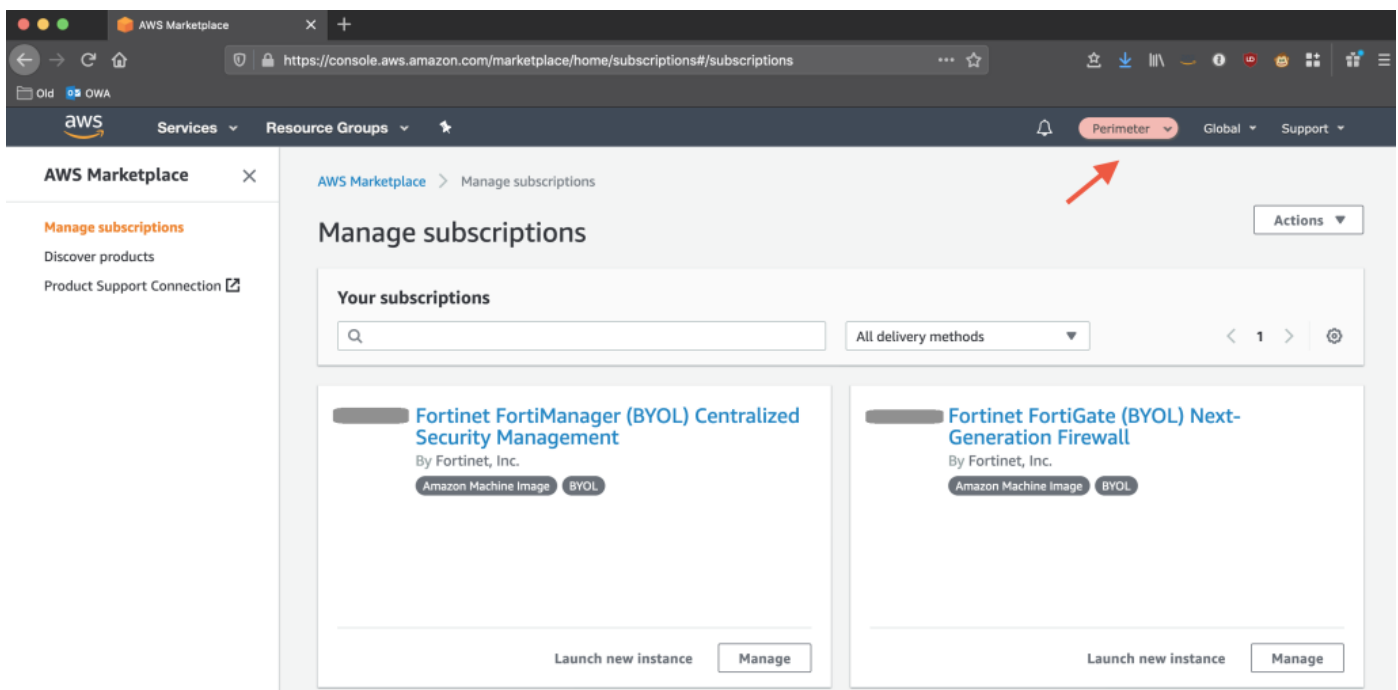 AWS Marketplace
https://console.aws.amazon.com/marketplace/home/subscriptions#/subscriptions
Old OWA
aws Services Resource Groups Perimeter Global Support
AWS Marketplace
Manage subscriptions
Discover products
Product Support Connection
AWS Marketplace > Manage subscriptions
Manage subscriptions
Actions
Your subscriptions
All delivery methods
< 1 >
Fortinet FortiManager (BYOL) Centralized
Security Management
By Fortinet, Inc.
Amazon Machine Image BYOL
Launch new instance Manage
Fortinet FortiGate (BYOL) Next-
Generation Firewall
By Fortinet, Inc.
Amazon Machine Image BYOL
Launch new instance Manage